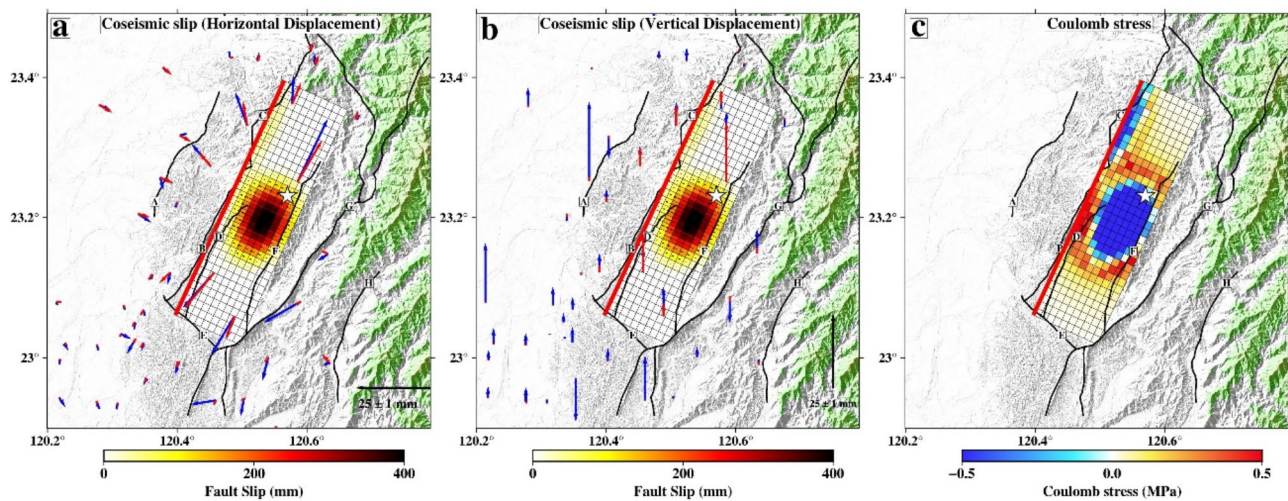 a Coseismic slip (Horizontal Displacement)
23.4°
23.2°
23°
120.2° 120.4° 120.6°
A
B
C
D
E
F
G
H
25 ± 1 mm
0 200 400
Fault Slip (mm)
b Coseismic slip (Vertical Displacement)
23.4°
23.2°
23°
120.2° 120.4° 120.6°
A
B
C
D
E
F
G
H
25 ± 1 mm
0 200 400
Fault Slip (mm)
c Coulomb stress
23.4°
23.2°
23°
120.2° 120.4° 120.6°
A
C
D
E
F
G
H
−0.5 0.0 0.5
Coulomb stress (MPa)